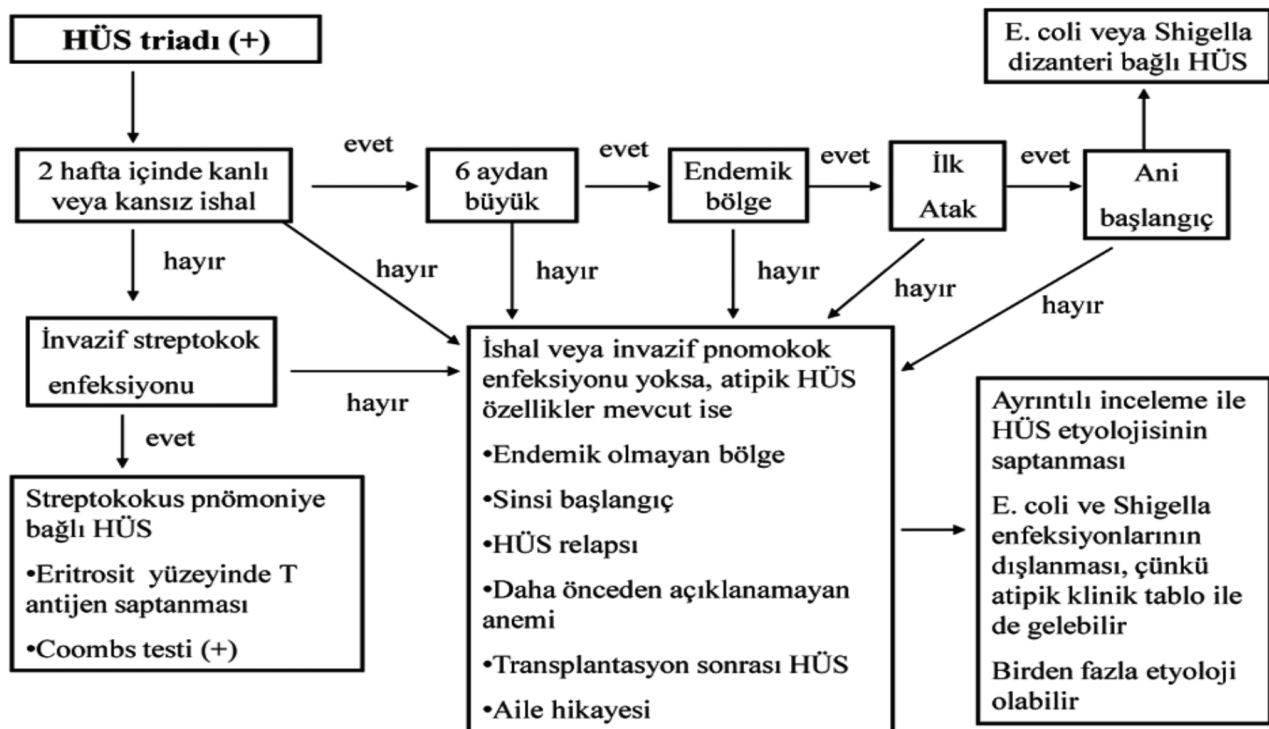 HÜS triadı (+)
E. coli veya Shigella
dizanteri bağlı HÜS
2 hafta içinde kanlı
veya kansız ishal
evet
6 aydan
büyük
evet
Endemik
bölge
evet
İlk
Atak
evet
Ani
başlangıç
hayır
hayır
hayır
hayır
hayır
hayır
İnvazif streptokok
enfeksiyonu
hayır
evet
Streptokokus pnömoniye
bağlı HÜS
•Eritrosit yüzeyinde T
antijen saptanması
•Coombs testi (+)
İshal veya invazif pnomokok
enfeksiyonu yoksa, atipik HÜS
özellikler mevcut ise
•Endemik olmayan bölge
•Sinsi başlangıç
•HÜS relapsı
•Daha önceden açıklanamayan
anemi
•Transplantasyon sonrası HÜS
•Aile hikayesi
Ayrıntılı inceleme ile
HÜS etyolojisinin
saptanması
E. coli ve Shigella
enfeksiyonlarının
dışlanması, çünkü
atipik klinik tablo ile
de gelebilir
Birden fazla etyoloji
olabilir